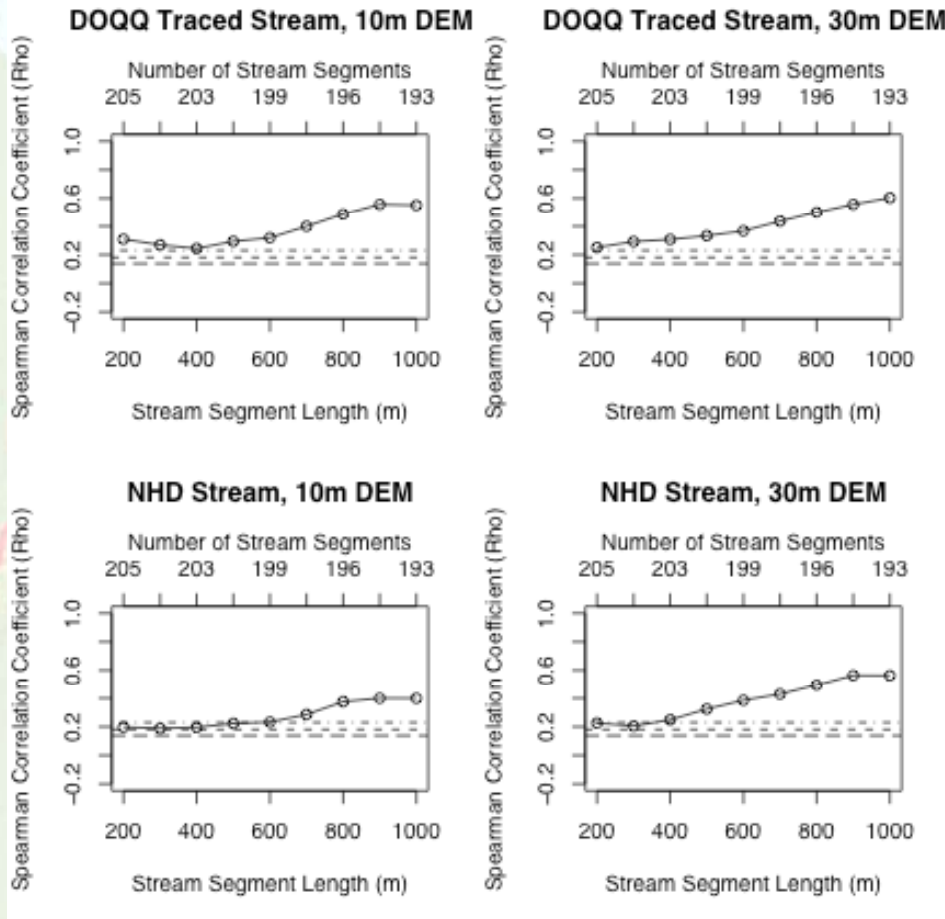 DOQQ Traced Stream, 10m DEM
Number of Stream Segments
205 203 199 196 193
Spearman Correlation Coefficient (Rho)
1.0
0.6
0.2
−0.2
200 400 600 800 1000
Stream Segment Length (m)
DOQQ Traced Stream, 30m DEM
Number of Stream Segments
205 203 199 196 193
Spearman Correlation Coefficient (Rho)
1.0
0.6
0.2
−0.2
200 400 600 800 1000
Stream Segment Length (m)
NHD Stream, 10m DEM
Number of Stream Segments
205 203 199 196 193
Spearman Correlation Coefficient (Rho)
1.0
0.6
0.2
−0.2
200 400 600 800 1000
Stream Segment Length (m)
NHD Stream, 30m DEM
Number of Stream Segments
205 203 199 196 193
Spearman Correlation Coefficient (Rho)
1.0
0.6
0.2
−0.2
200 400 600 800 1000
Stream Segment Length (m)